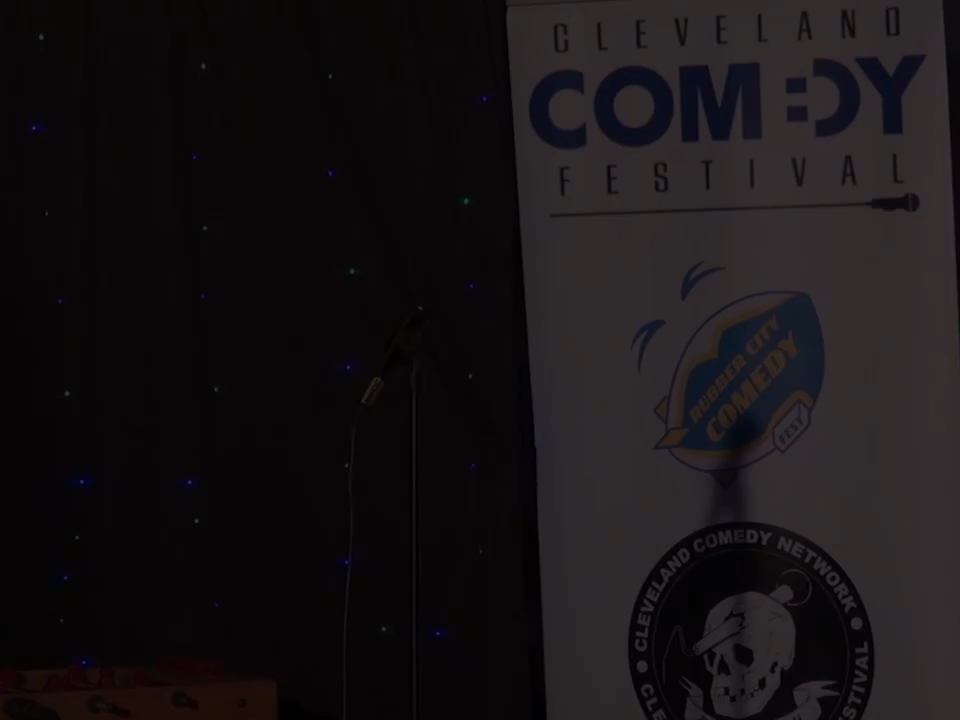 CLEVELAND
COM:DY
FESTIVAL
RUBBER CITY
COMEDY
FEST
CLEVELAND COMEDY NETWORK